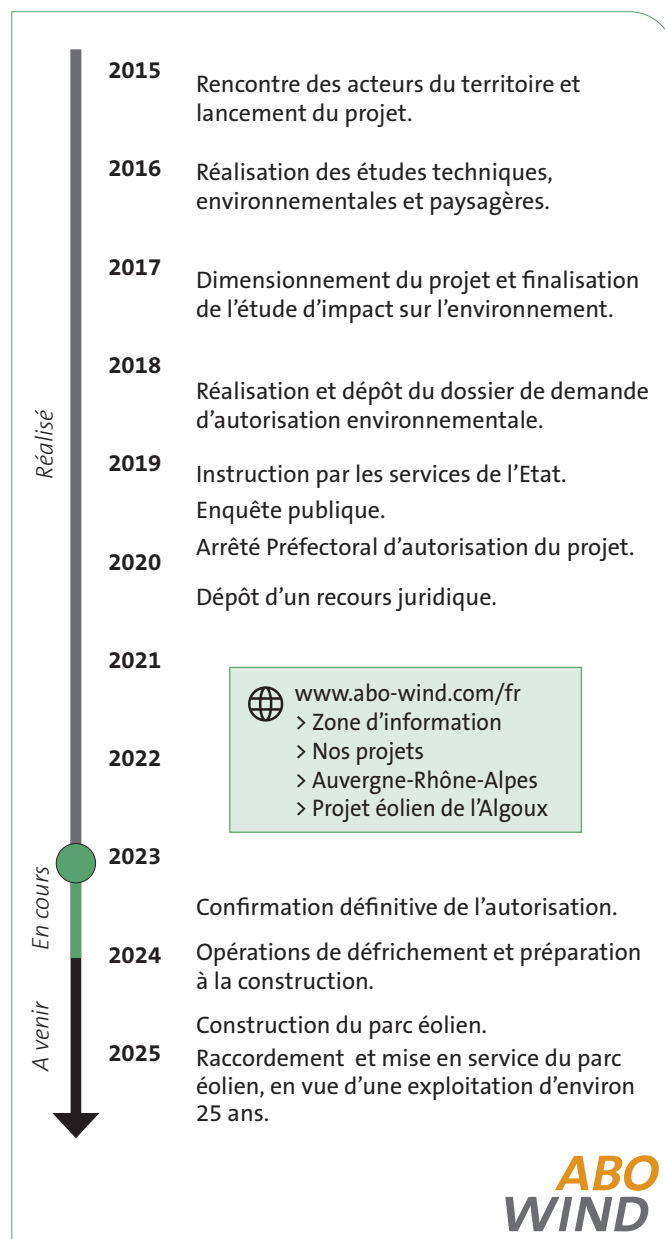 2015
Rencontre des acteurs du territoire et
lancement du projet.
2016
Réalisation des études techniques,
environnementales et paysagères.
2017
Dimensionnement du projet et finalisation
de l’étude d’impact sur l’environnement.
2018
Réalisation et dépôt du dossier de demande
d’autorisation environnementale.
Réalisé
2019
Instruction par les services de l’Etat.
Enquête publique.
Arrêté Préfectoral d’autorisation du projet.
2020
Dépôt d’un recours juridique.
2021
www.abo-wind.com/fr
> Zone d’information
> Nos projets
> Auvergne-Rhône-Alpes
> Projet éolien de l’Algoux
2022
2023
En cours
Confirmation définitive de l’autorisation.
2024
Opérations de défrichement et préparation
à la construction.
A venir
Construction du parc éolien.
2025
Raccordement et mise en service du parc
éolien, en vue d’une exploitation d’environ
25 ans.
ABO
WIND